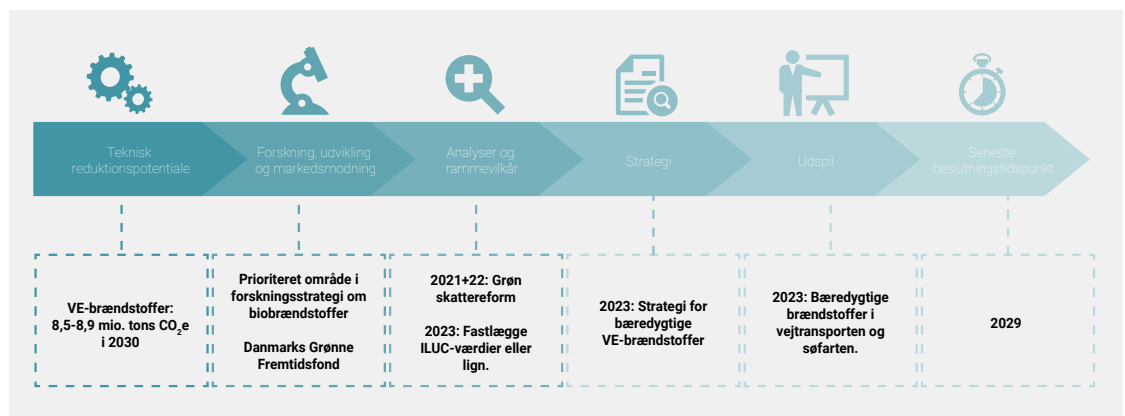 Teknisk
reduktionspotentiale
Forskning, udvikling
og markedsmodning
Analyser og
rammevilkår
Strategi
Udspil
Seneste
beslutningstidspunkt
VE-brændstoffer:
8,5-8,9 mio. tons CO₂e
i 2030
Prioriteret område i
forskningsstrategi om
biobrændstoffer
Danmarks Grønne
Fremtidsfond
2021+22: Grøn
skattereform
2023: Fastlægge
ILUC-værdier eller
lign.
2023: Strategi for
bæredygtige
VE-brændstoffer
2023: Bæredygtige
brændstoffer i
vejtransporten og
søfarten.
2029